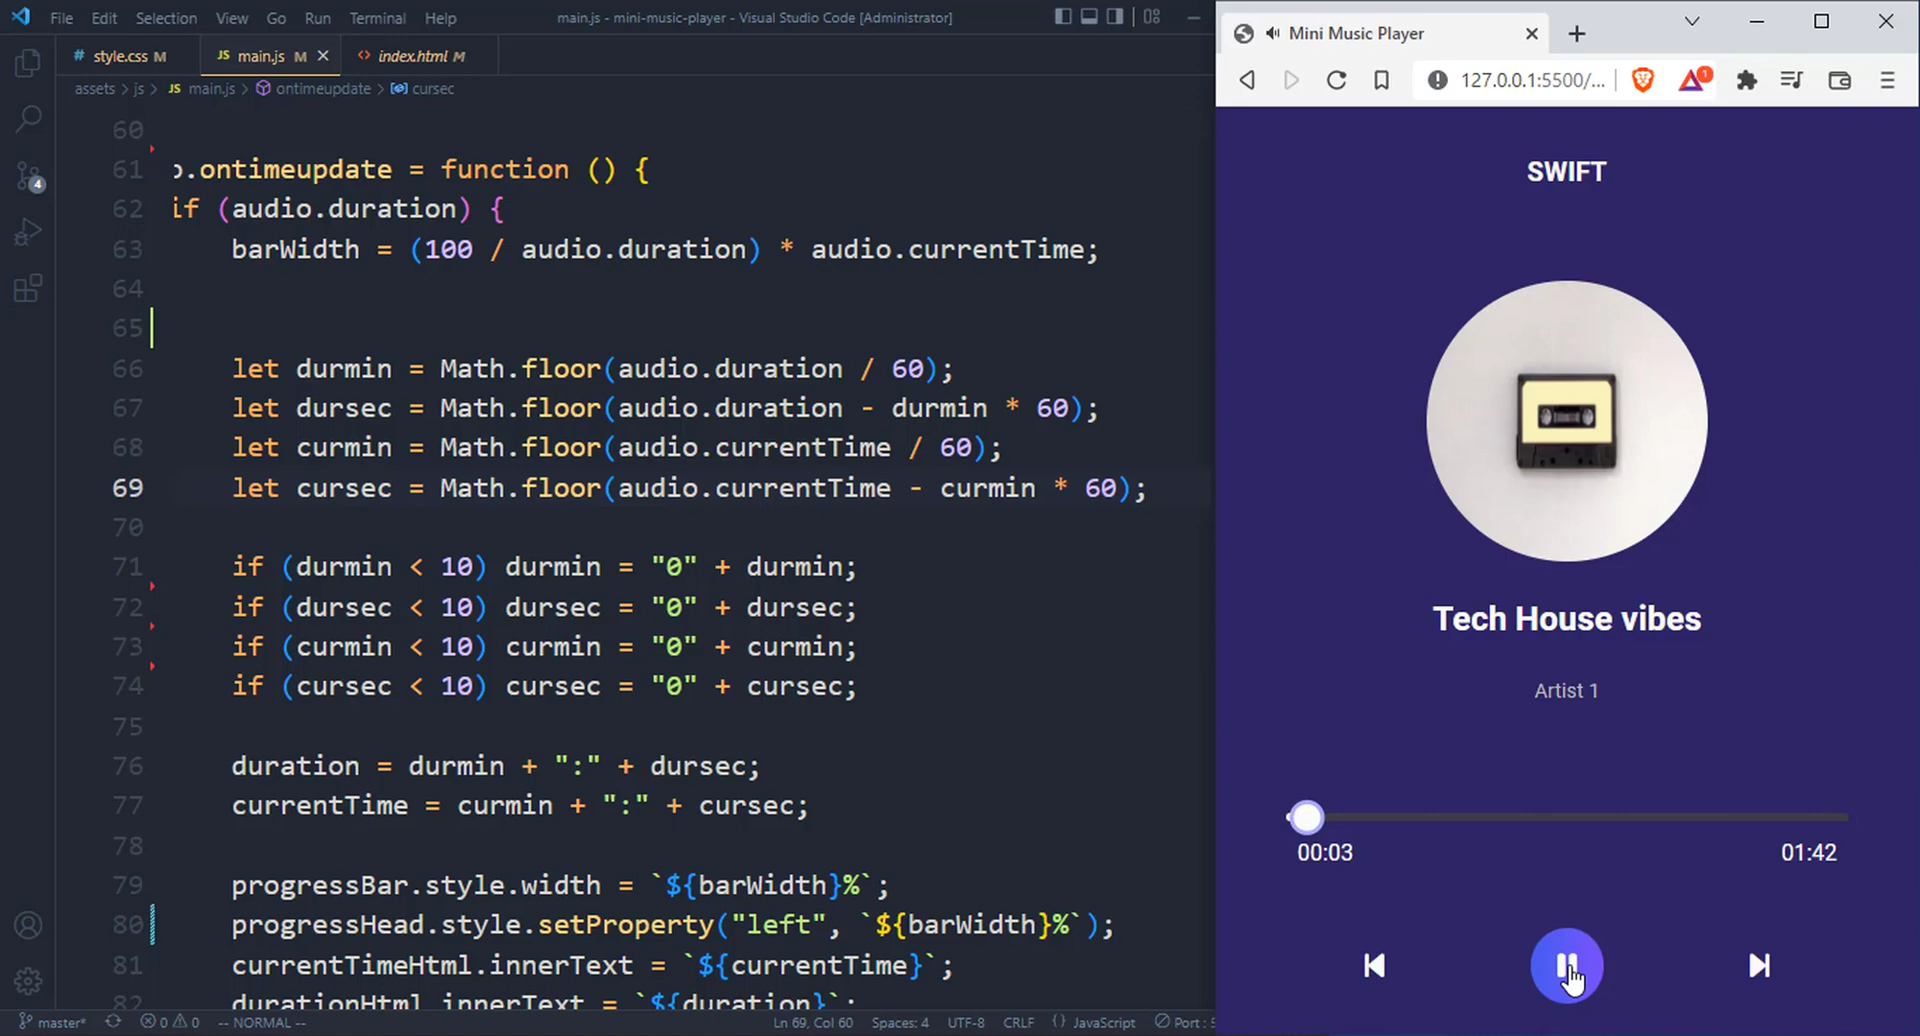 File Edit Selection View Go Run Terminal Help
main.js - mini-music-player - Visual Studio Code [Administrator]
# style.css M
JS main.js M
<> index.html M
assets > js > JS main.js > ontimeupdate > cursec
60
61 o.ontimeupdate = function () {
62 if (audio.duration) {
63 barWidth = (100 / audio.duration) * audio.currentTime;
64
65
66 let durmin = Math.floor(audio.duration / 60);
67 let dursec = Math.floor(audio.duration - durmin * 60);
68 let curmin = Math.floor(audio.currentTime / 60);
69 let cursec = Math.floor(audio.currentTime - curmin * 60);
70
71 if (durmin < 10) durmin = "0" + durmin;
72 if (dursec < 10) dursec = "0" + dursec;
73 if (curmin < 10) curmin = "0" + curmin;
74 if (cursec < 10) cursec = "0" + cursec;
75
76 duration = durmin + ":" + dursec;
77 currentTime = curmin + ":" + cursec;
78
79 progressBar.style.width = `${barWidth}%`;
80 progressHead.style.setProperty("left", `${barWidth}%`);
81 currentTimeHtml.innerText = `${currentTime}`;
82 durationHtml.innerText = `${duration}`;
4
master* 0 0 -- NORMAL -- Ln 69, Col 60 Spaces: 4 UTF-8 CRLF {} JavaScript Port : 5
Mini Music Player
127.0.0.1:5500/...
1
SWIFT
Tech House vibes
Artist 1
00:03 01:42